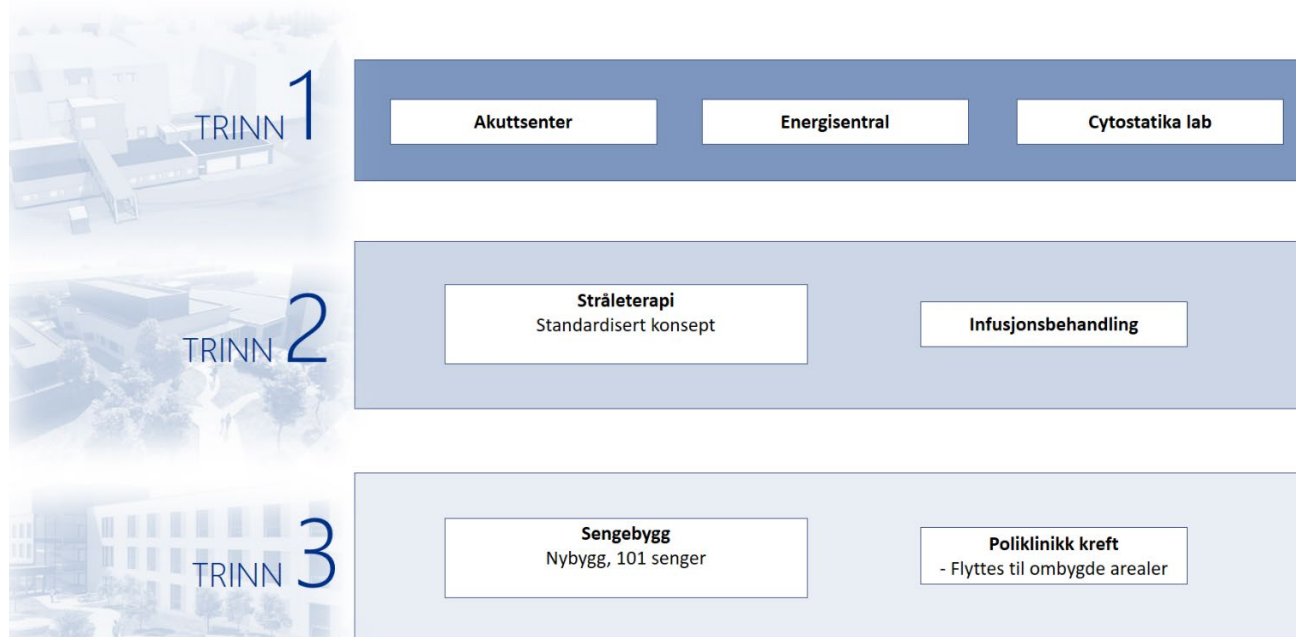 TRINN 1
Akuttsenter
Energisentral
Cytostatika lab
TRINN 2
Stråleterapi
Standardisert konsept
Infusjonsbehandling
TRINN 3
Sengebygg
Nybygg, 101 senger
Poliklinikk kreft
- Flyttes til ombygde arealer